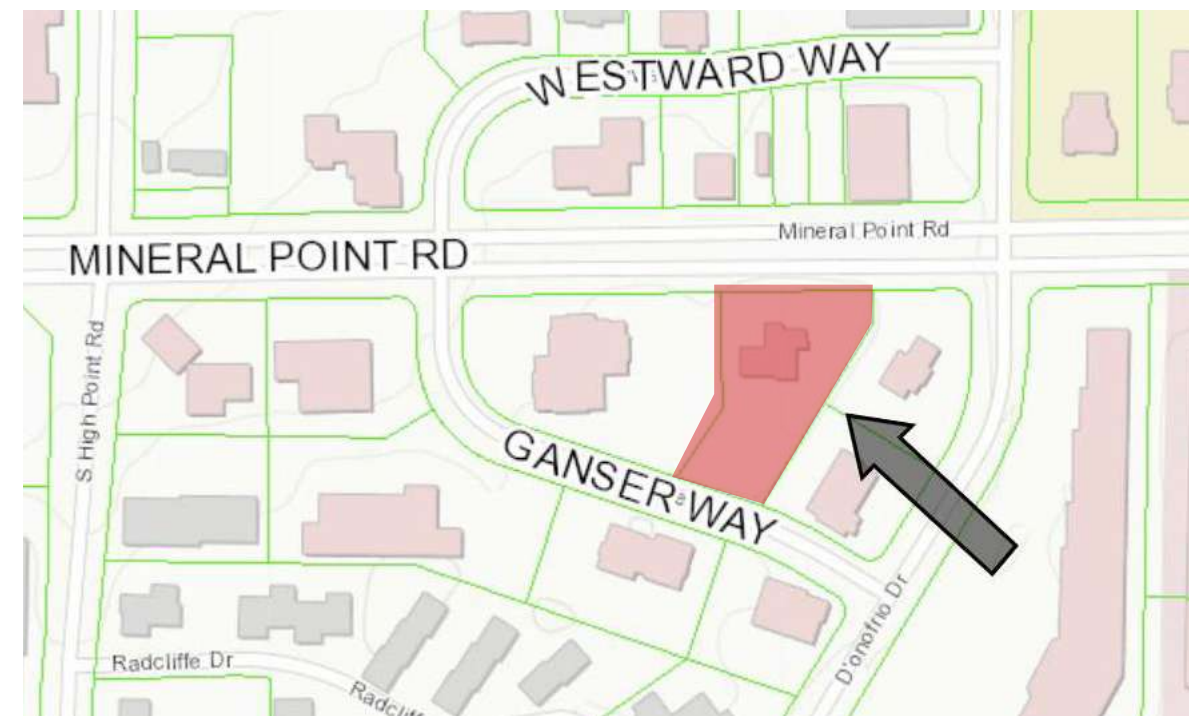 WESTWARD WAY
Mineral Point Rd
MINERAL POINT RD
S High Point Rd
GANSER WAY
D'onofrio Dr
Radcliffe Dr